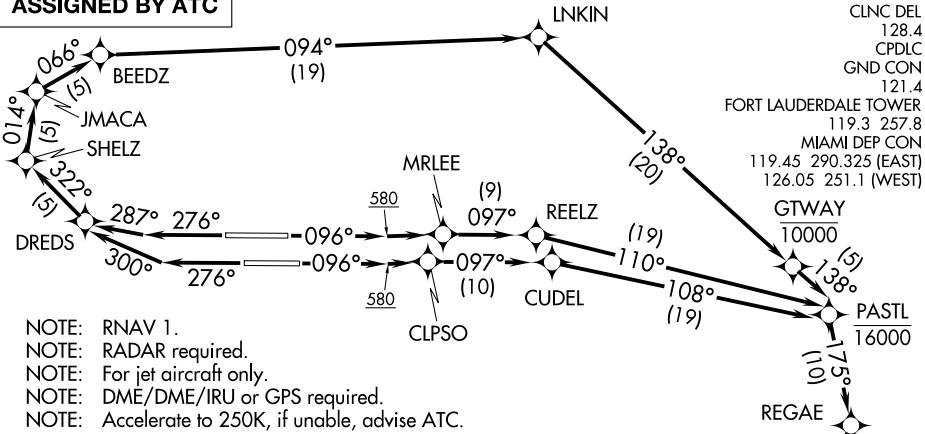 ASSIGNED BY ATC
LNKIN
CLNC DEL
128.4
CPDLC
GND CON
121.4
FORT LAUDERDALE TOWER
119.3 257.8
MIAMI DEP CON
119.45 290.325 (EAST)
126.05 251.1 (WEST)
066°
(5)
BEEDZ
094°
(19)
JMACA
014°
(5)
SHELZ
138°
(20)
MRLEE
322°
(5)
580
(9)
097°
REELZ
GTWAY
10000
DREDS
287°
276°
096°
(19)
110°
(5)
138°
300°
276°
096°
580
097°
(10)
CUDEL
108°
(19)
CLPSO
PASTL
16000
175°
(10)
REGAE
NOTE: RNAV 1.
NOTE: RADAR required.
NOTE: For jet aircraft only.
NOTE: DME/DME/IRU or GPS required.
NOTE: Accelerate to 250K, if unable, advise ATC.